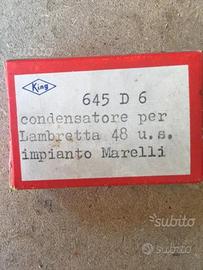 King
645 D 6
condensatore per
Lambretta 48 u.s.
impianto Marelli
subito
subito